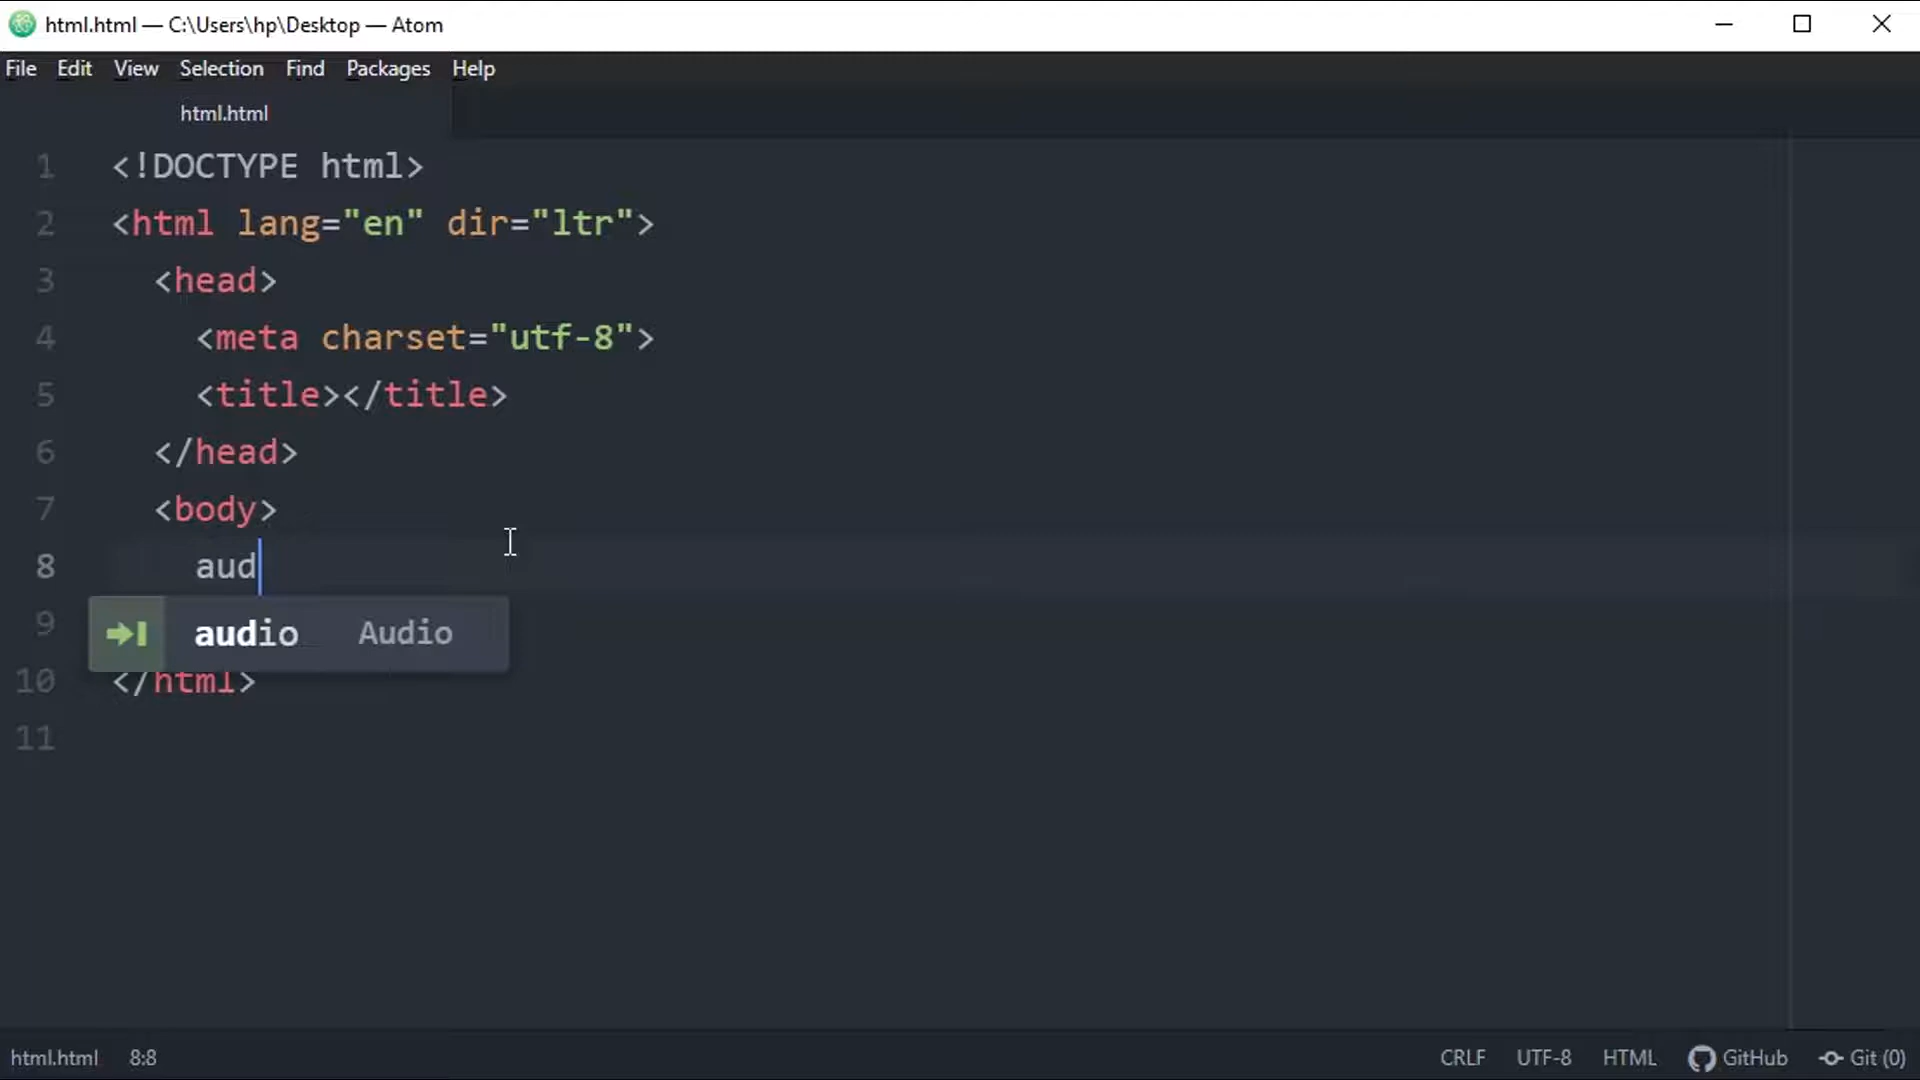 html.html — C:\Users\hp\Desktop — Atom
File Edit View Selection Find Packages Help
html.html
1 <!DOCTYPE html>
2 <html lang="en" dir="ltr">
3 <head>
4 <meta charset="utf-8">
5 <title></title>
6 </head>
7 <body>
8 aud
9 audio Audio
10 </html>
11
html.html 8:8 CRLF UTF-8 HTML GitHub Git (0)